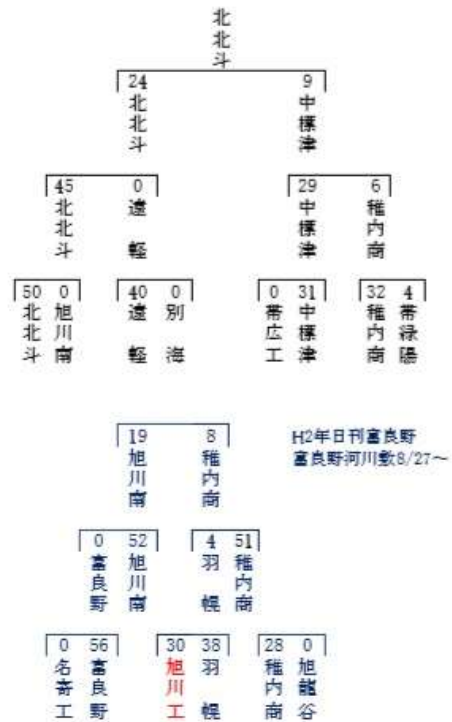 北北斗
24 9
北北斗 中標津
45 0 29 6
北北斗 遠軽 中標津 稚内商
50 0 40 0 0 31 32 4
北北斗 旭川南 遠軽 別海 帯広工 中標津 稚内商 帯緑陽
19 8
旭川南 稚内商
H2年日刊富良野
富良野河川敷8/27～
0 52 4 51
富良野 旭川南 羽幌 稚内商
0 56 30 38 28 0
名寄工 富良野 旭川工 羽幌 稚内商 旭龍谷